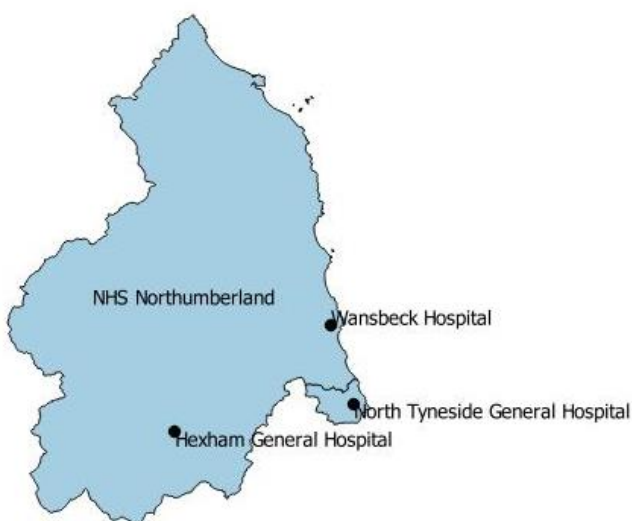 NHS Northumberland
Wansbeck Hospital
North Tyneside General Hospital
Hexham General Hospital